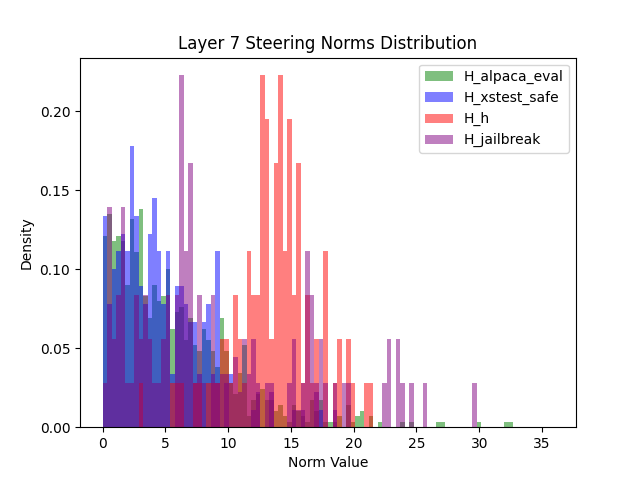 Layer 7 Steering Norms Distribution
H_alpaca_eval
H_xstest_safe
H_h
H_jailbreak
Density
0.20
0.15
0.10
0.05
0.00
0 5 10 15 20 25 30 35
Norm Value